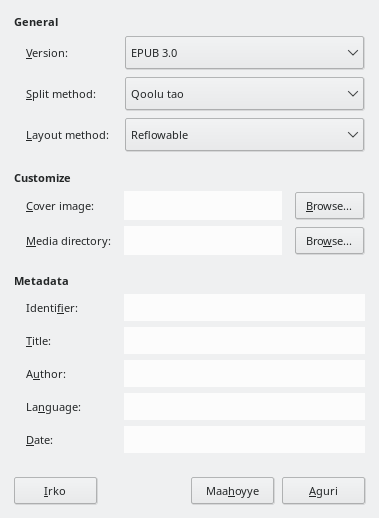 General
Version: EPUB 3.0
Split method: Qoolu tao
Layout method: Reflowable
Customize
Cover image: Browse...
Media directory: Browse...
Metadata
Identifier:
Title:
Author:
Language:
Date:
Irko Maahoyye Aguri